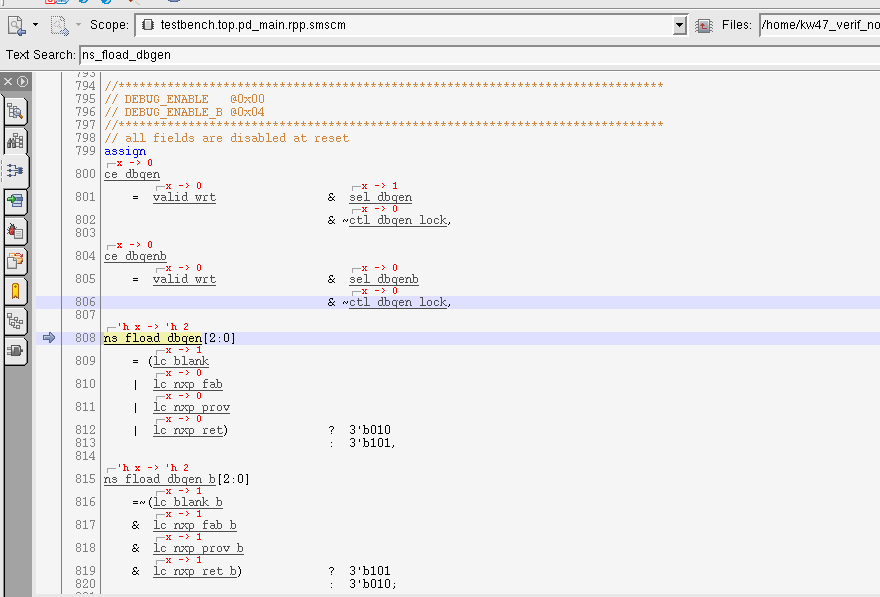 Scope: testbench.top.pd_main.rpp.smscm Files: /home/kw47_verif_no
Text Search: ns_fload_dbgen
793
794 //******************************************************************************
795 // DEBUG_ENABLE @0x00
796 // DEBUG_ENABLE_B @0x04
797 //******************************************************************************
798 // all fields are disabled at reset
799 assign
x -> 0
800 ce_dbgen
x -> 0 x -> 1
801 = valid_wrt & sel_dbgen
x -> 0
802 & ~ctl_dbgen_lock,
803
x -> 0
804 ce_dbgenb
x -> 0 x -> 0
805 = valid_wrt & sel_dbgenb
x -> 0
806 & ~ctl_dbgen_lock,
807
'h x -> 'h 2
808 ns_fload_dbgen[2:0]
x -> 1
809 = (lc_blank
x -> 0
810 | lc_nxp_fab
x -> 0
811 | lc_nxp_prov
x -> 0
812 | lc_nxp_ret) ? 3'b010
813 : 3'b101,
814
'h x -> 'h 2
815 ns_fload_dbgen_b[2:0]
x -> 1
816 =~(lc_blank_b
x -> 1
817 & lc_nxp_fab_b
x -> 1
818 & lc_nxp_prov_b
x -> 1
819 & lc_nxp_ret_b) ? 3'b101
820 : 3'b010;